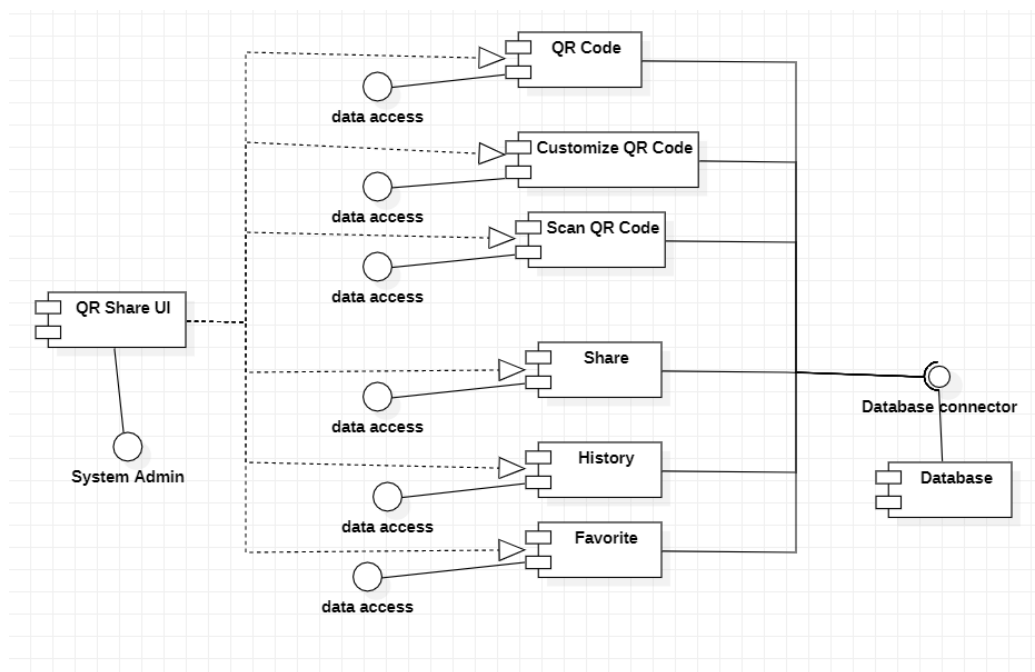 QR Code
data access
Customize QR Code
data access
Scan QR Code
data access
QR Share UI
Share
Database connector
data access
History
System Admin
Database
data access
Favorite
data access